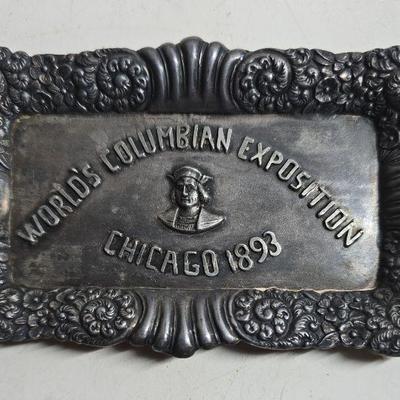 WORLD'S COLUMBIAN EXPOSITION
CHICAGO 1893